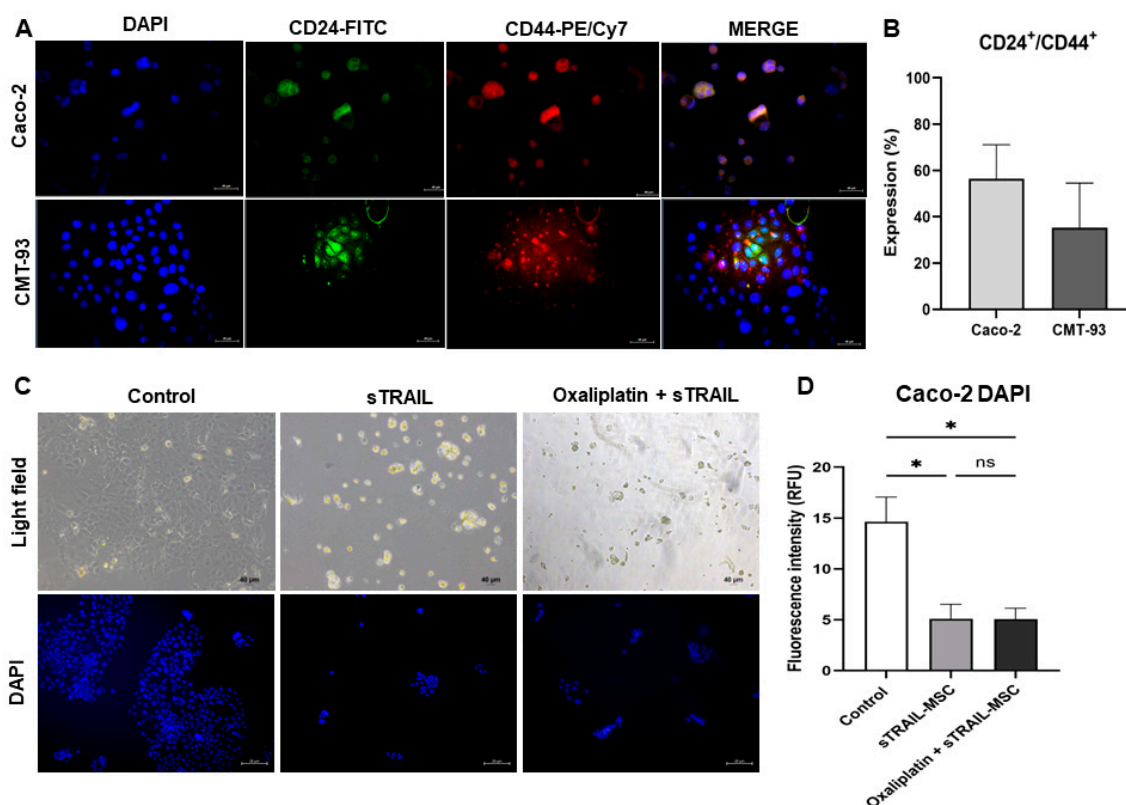 A
DAPI
CD24-FITC
CD44-PE/Cy7
MERGE
Caco-2
CMT-93
B
CD24⁺/CD44⁺
Expression (%)
100
80
60
40
20
0
Caco-2
CMT-93
C
Control
sTRAIL
Oxaliplatin + sTRAIL
Light field
40 µm
40 µm
40 µm
DAPI
D
Caco-2 DAPI
*
*
ns
Fluorescence intensity (RFU)
20
15
10
5
0
Control
sTRAIL-MSC
Oxaliplatin + sTRAIL-MSC